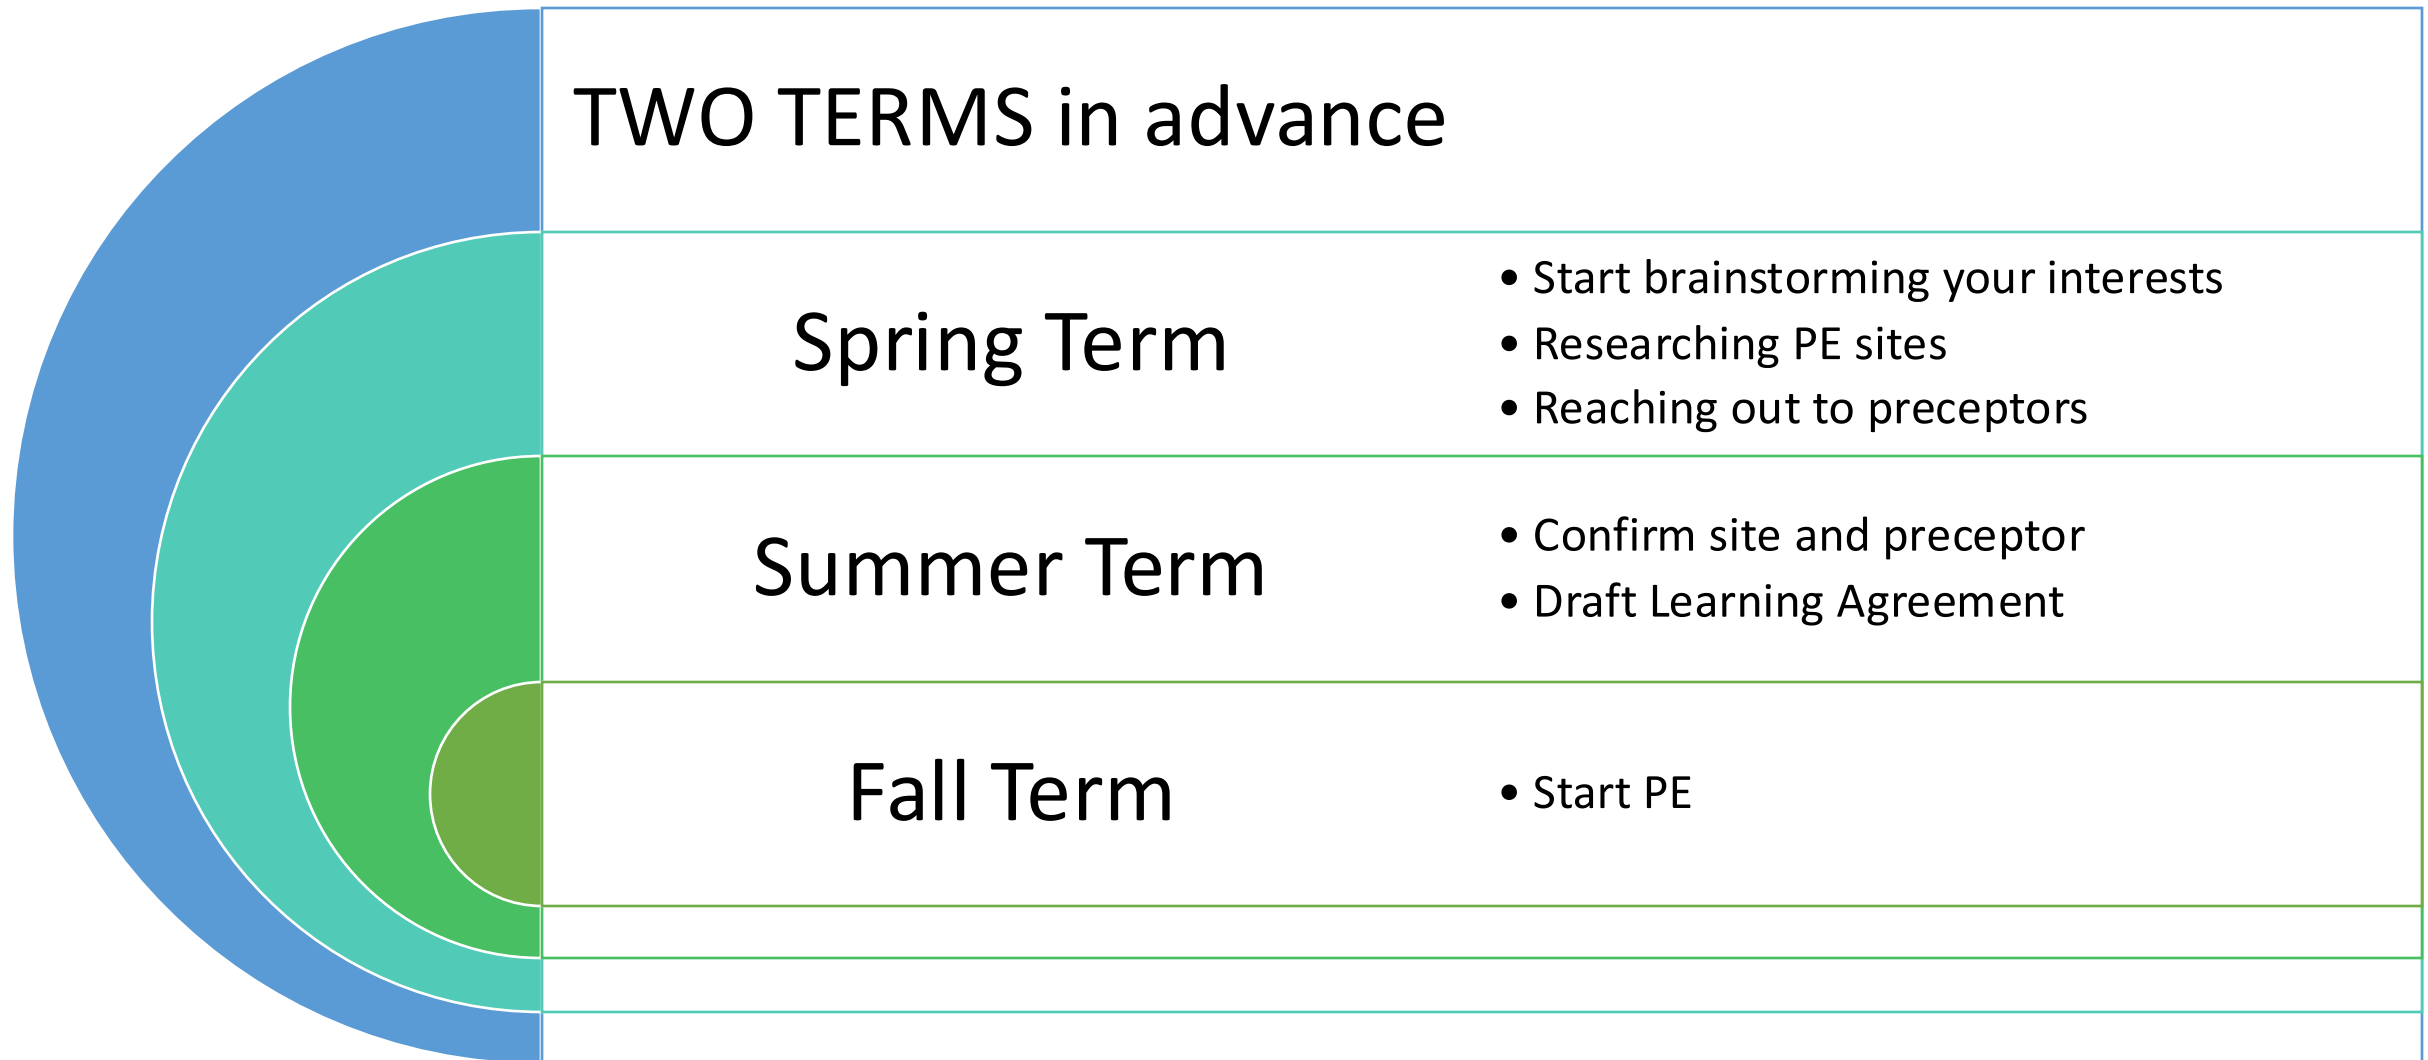 TWO TERMS in advance
Spring Term
• Start brainstorming your interests
• Researching PE sites
• Reaching out to preceptors
Summer Term
• Confirm site and preceptor
• Draft Learning Agreement
Fall Term
• Start PE